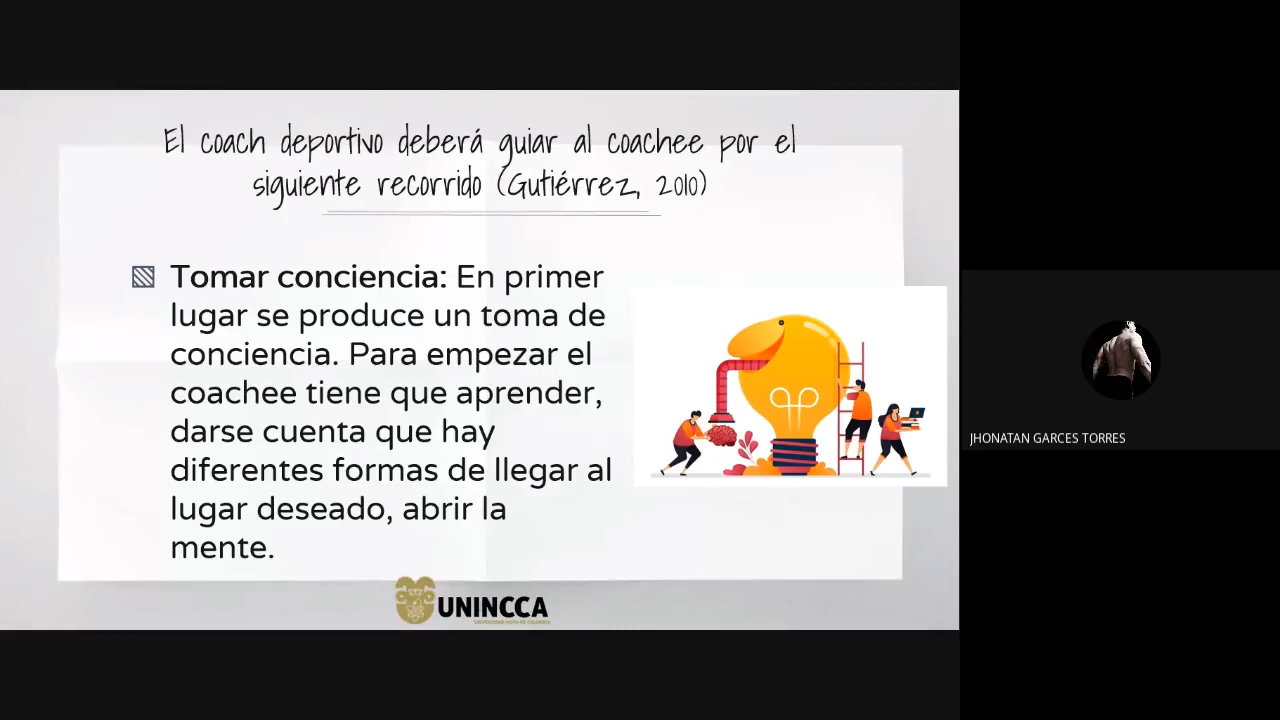 El coach deportivo deberá guiar al coachee por el
siguiente recorrido (Gutiérrez, 2010)
Tomar conciencia: En primer
lugar se produce un toma de
conciencia. Para empezar el
coachee tiene que aprender,
darse cuenta que hay
diferentes formas de llegar al
lugar deseado, abrir la
mente.
UNINCCA
JHONATAN GARCES TORRES